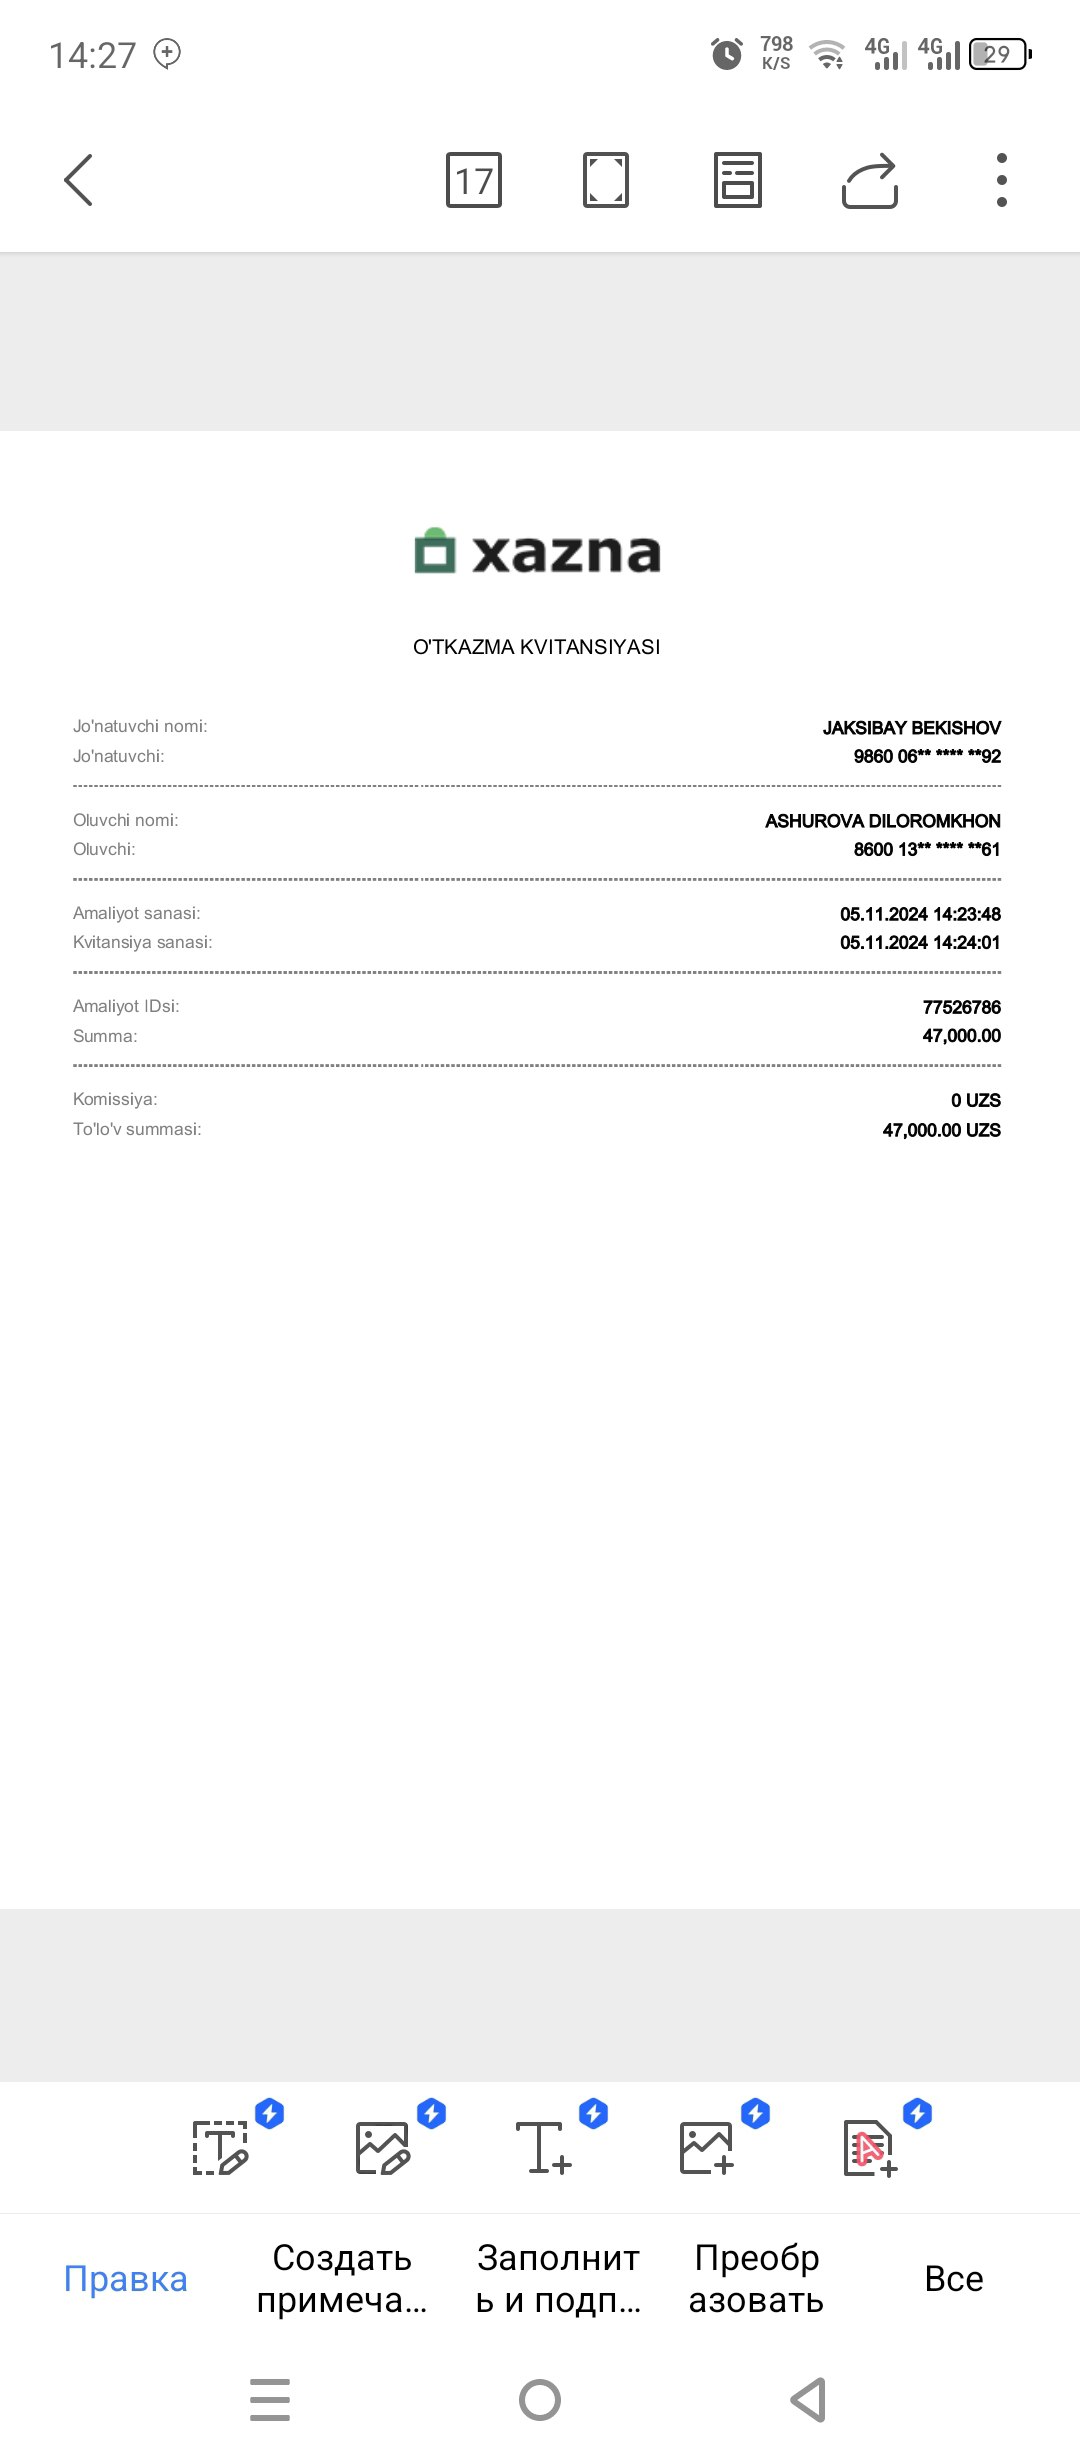 14:27
798 K/S 4G 4G 29
17
xazna
O'TKAZMA KVITANSIYASI
Jo'natuvchi nomi: JAKSIBAY BEKISHOV
Jo'natuvchi: 9860 06** **** **92
Oluvchi nomi: ASHUROVA DILOROMKHON
Oluvchi: 8600 13** **** **61
Amaliyot sanasi: 05.11.2024 14:23:48
Kvitansiya sanasi: 05.11.2024 14:24:01
Amaliyot IDsi: 77526786
Summa: 47,000.00
Komissiya: 0 UZS
To'lo'v summasi: 47,000.00 UZS
Правка
Создать
примеча...
Заполнит
ь и подп...
Преобр
азовать
Все